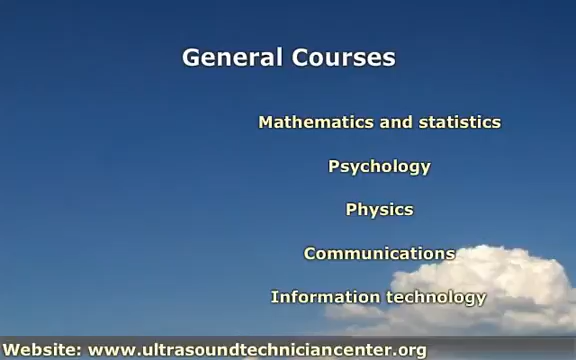 General Courses
Mathematics and statistics
Psychology
Physics
Communications
Information technology
Website: www.ultrasoundtechniciancenter.org